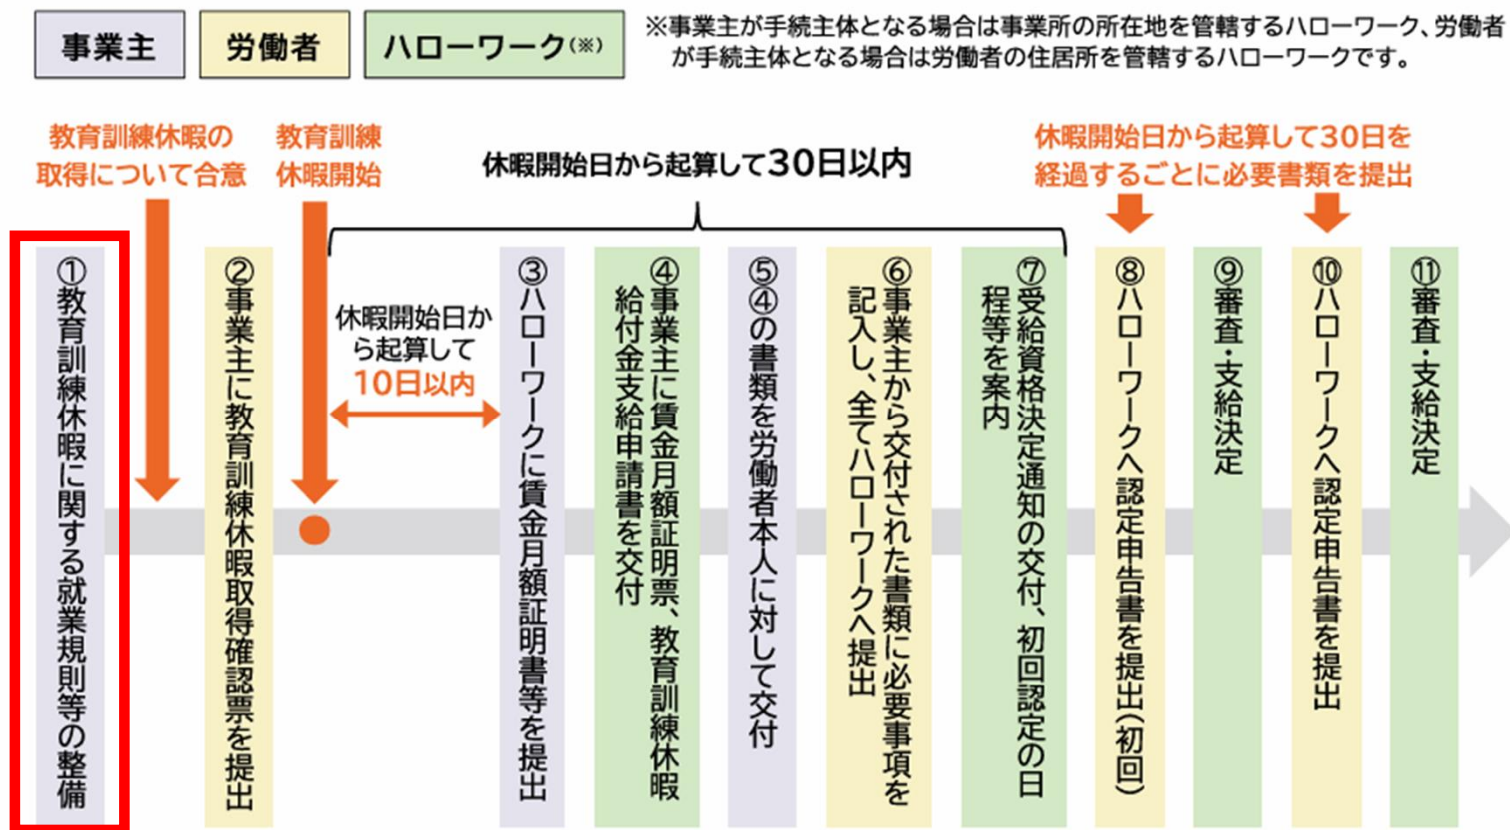 事業主
労働者
ハローワーク(※)
※事業主が手続主体となる場合は事業所の所在地を管轄するハローワーク、労働者
が手続主体となる場合は労働者の住居所を管轄するハローワークです。
教育訓練休暇の
取得について合意
教育訓練
休暇開始
休暇開始日から起算して30日以内
休暇開始日から起算して30日を
経過するごとに必要書類を提出
①教育訓練休暇に関する就業規則等の整備
②事業主に教育訓練休暇取得確認票を提出
休暇開始日か
ら起算して
10日以内
③ハローワークに賃金月額証明書等を提出
④事業主に賃金月額証明票、教育訓練休暇
給付金支給申請書を交付
⑤④の書類を労働者本人に対して交付
⑥事業主から交付された書類に必要事項を
記入し、全てハローワークへ提出
⑦受給資格決定通知の交付、初回認定の日
程等を案内
⑧ハローワークへ認定申告書を提出(初回)
⑨審査・支給決定
⑩ハローワークへ認定申告書を提出
⑪審査・支給決定